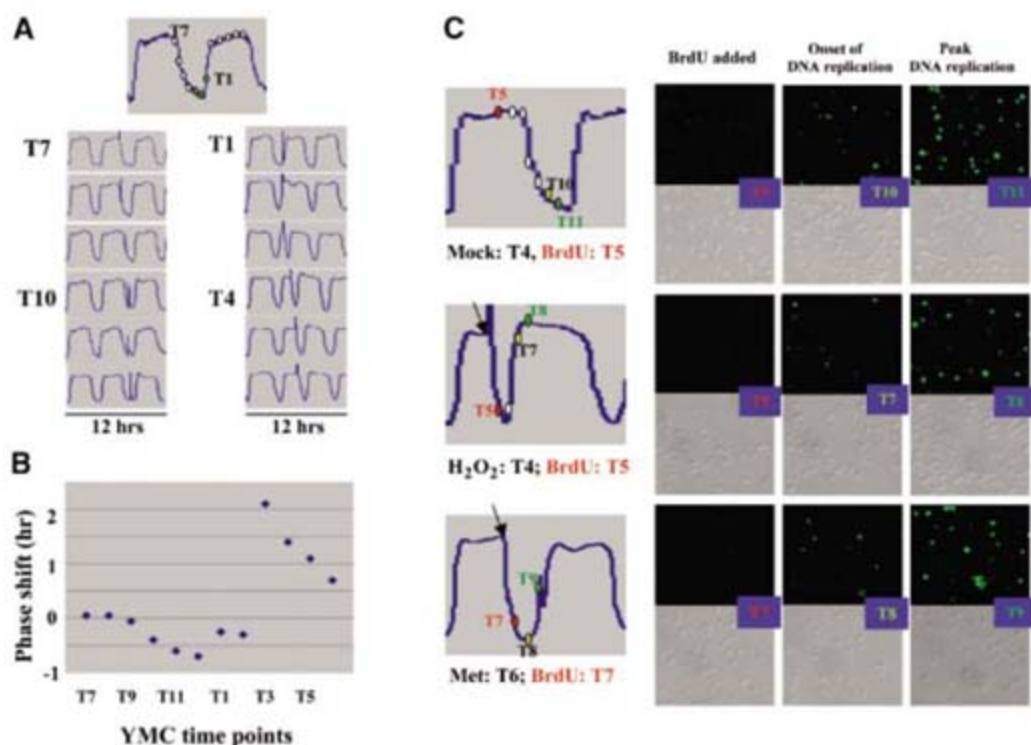 A
T7
T1
T7
T1
T10
T4
12 hrs
12 hrs
B
Phase shift (hr)
2
1
0
-1
T7 T9 T11 T1 T3 T5
YMC time points
C
BrdU added
Onset of DNA replication
Peak DNA replication
T5
T10
T11
Mock: T4, BrdU: T5
T10
T11
T8
T7
T5
H₂O₂: T4; BrdU: T5
T7
T8
T9
T7
T8
Met: T6; BrdU: T7
T7
T8
T9